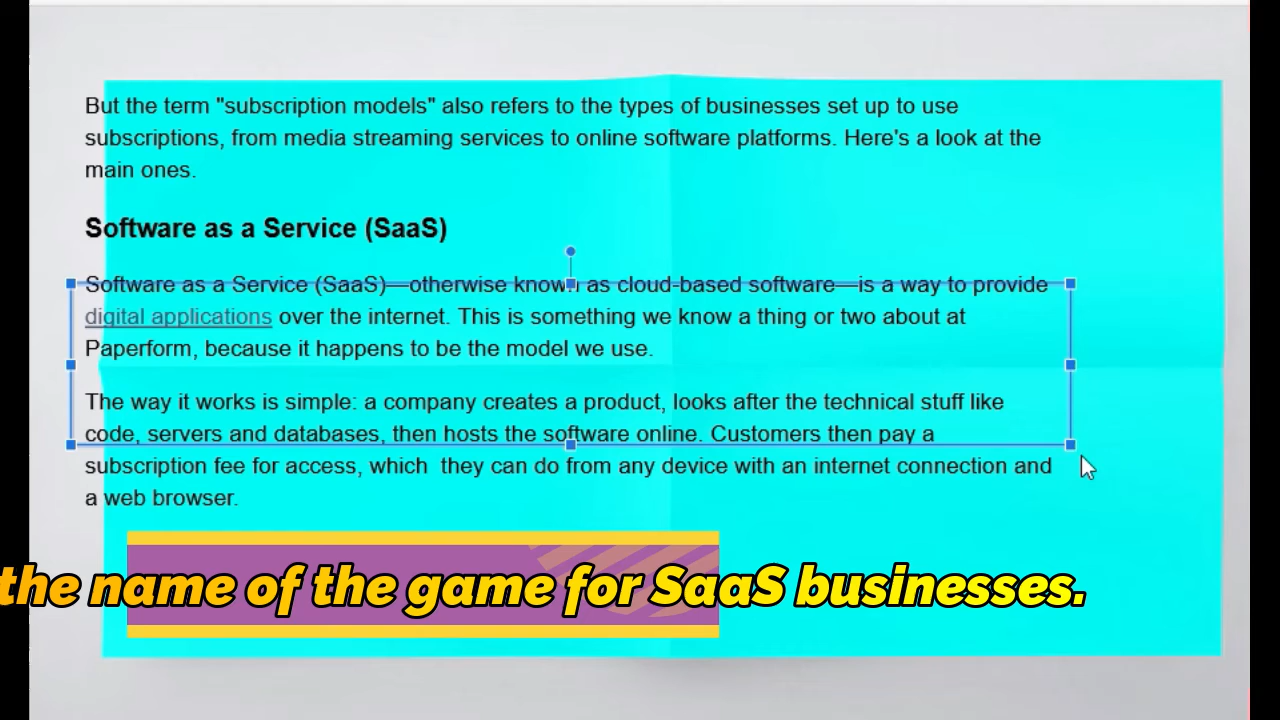 But the term "subscription models" also refers to the types of businesses set up to use
subscriptions, from media streaming services to online software platforms. Here's a look at the
main ones.
Software as a Service (SaaS)
Software as a Service (SaaS)—otherwise known as cloud-based software—is a way to provide
digital applications over the internet. This is something we know a thing or two about at
Paperform, because it happens to be the model we use.
The way it works is simple: a company creates a product, looks after the technical stuff like
code, servers and databases, then hosts the software online. Customers then pay a
subscription fee for access, which  they can do from any device with an internet connection and
a web browser.
the name of the game for SaaS businesses.